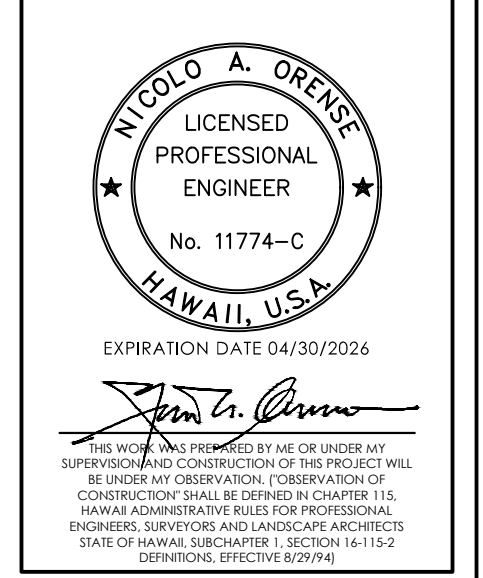 NICOLO A. ORENSE
LICENSED
PROFESSIONAL
ENGINEER
No. 11774-C
HAWAII, U.S.A.
EXPIRATION DATE 04/30/2026
THIS WORK WAS PREPARED BY ME OR UNDER MY
SUPERVISION AND CONSTRUCTION OF THIS PROJECT WILL
BE UNDER MY OBSERVATION. ("OBSERVATION OF
CONSTRUCTION" SHALL BE DEFINED IN CHAPTER 115,
HAWAII ADMINISTRATIVE RULES FOR PROFESSIONAL
ENGINEERS, SURVEYORS AND LANDSCAPE ARCHITECTS
STATE OF HAWAII, SUBCHAPTER 1, SECTION 16-115-2
DEFINITIONS, EFFECTIVE 8/29/94)